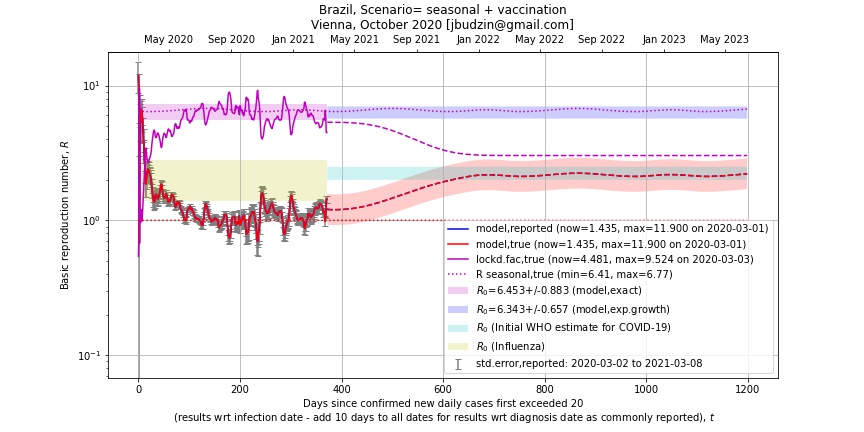 Brazil, Scenario= seasonal + vaccination
Vienna, October 2020 [jbudzin@gmail.com]
May 2020 Sep 2020 Jan 2021 May 2021 Sep 2021 Jan 2022 May 2022 Sep 2022 Jan 2023 May 2023
Basic reproduction number, R
10¹
10⁰
10⁻¹
model,reported (now=1.435, max=11.900 on 2020-03-01)
model,true (now=1.435, max=11.900 on 2020-03-01)
lockd.fac,true (now=4.481, max=9.524 on 2020-03-03)
R seasonal,true (min=6.41, max=6.77)
R₀=6.453+/-0.883 (model,exact)
R₀=6.343+/-0.657 (model,exp.growth)
R₀ (Initial WHO estimate for COVID-19)
R₀ (Influenza)
std.error,reported: 2020-03-02 to 2021-03-08
0 200 400 600 800 1000 1200
Days since confirmed new daily cases first exceeded 20
(results wrt infection date - add 10 days to all dates for results wrt diagnosis date as commonly reported), t